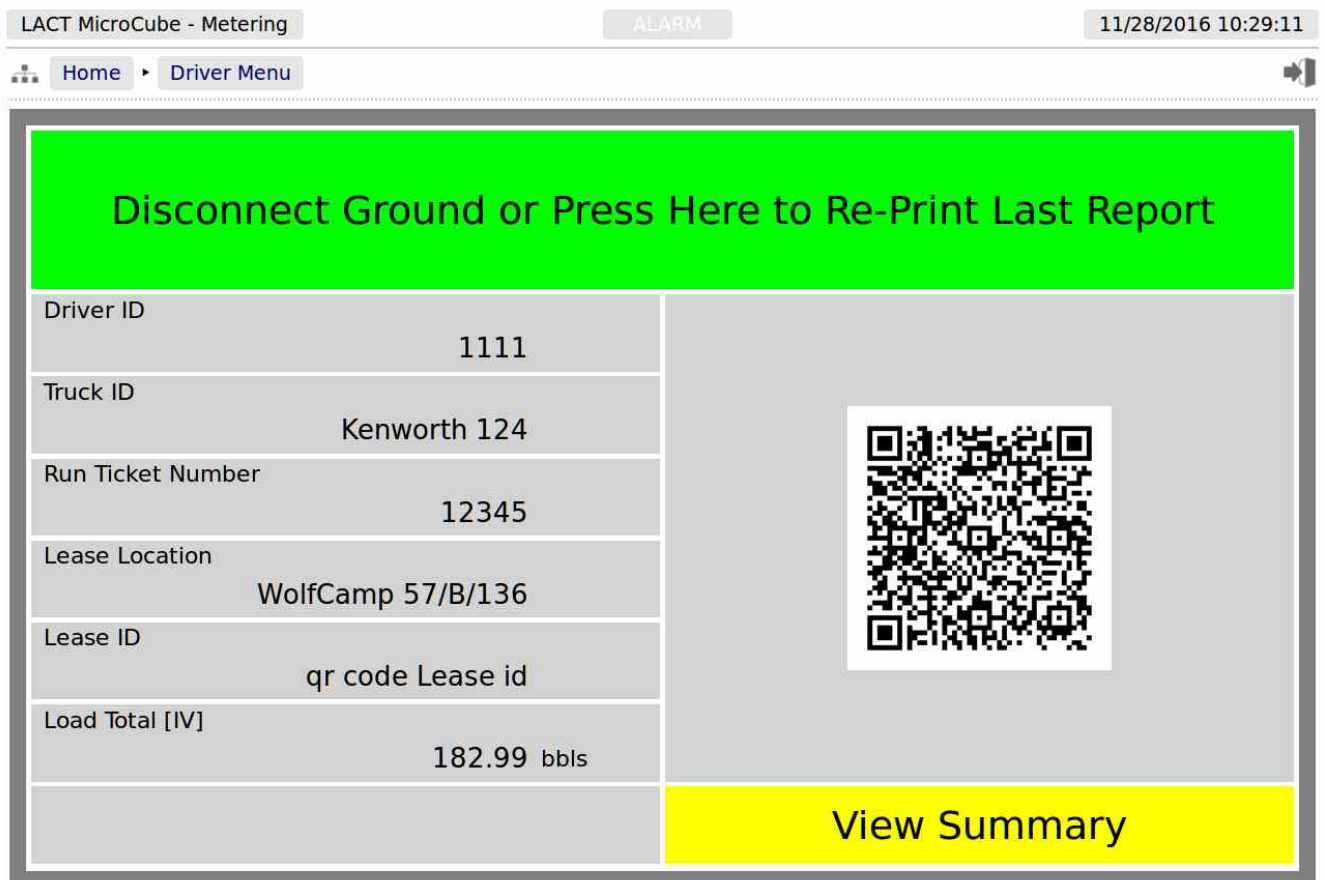 LACT MicroCube - Metering
ALARM
11/28/2016 10:29:11
Home
Driver Menu
Disconnect Ground or Press Here to Re-Print Last Report
Driver ID
1111
Truck ID
Kenworth 124
Run Ticket Number
12345
Lease Location
WolfCamp 57/B/136
Lease ID
qr code Lease id
Load Total [IV]
182.99 bbls
View Summary